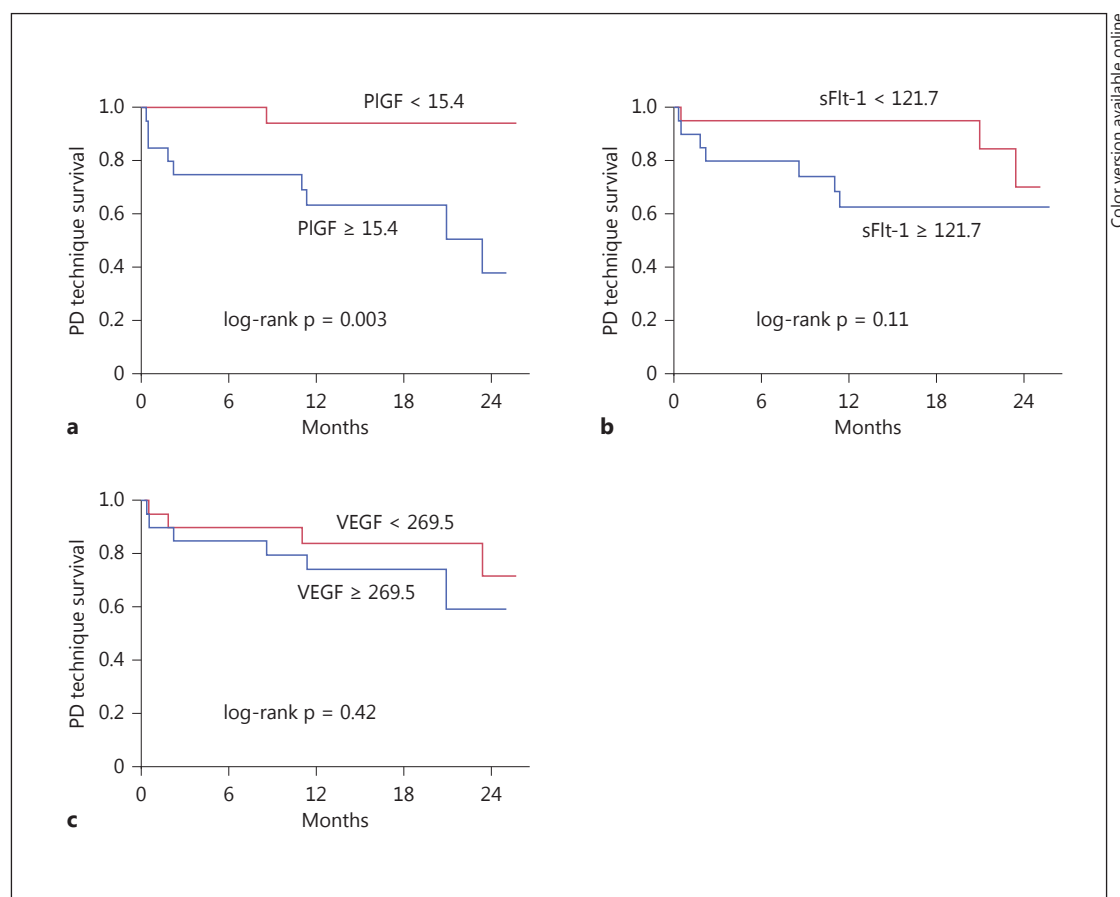 Color version available online
PD technique survival
1.0
0.8
0.6
0.4
0.2
0
PlGF < 15.4
PlGF ≥ 15.4
log-rank p = 0.003
0 6 12 18 24
Months
a
PD technique survival
1.0
0.8
0.6
0.4
0.2
0
sFlt-1 < 121.7
sFlt-1 ≥ 121.7
log-rank p = 0.11
0 6 12 18 24
Months
b
PD technique survival
1.0
0.8
0.6
0.4
0.2
0
VEGF < 269.5
VEGF ≥ 269.5
log-rank p = 0.42
0 6 12 18 24
Months
c